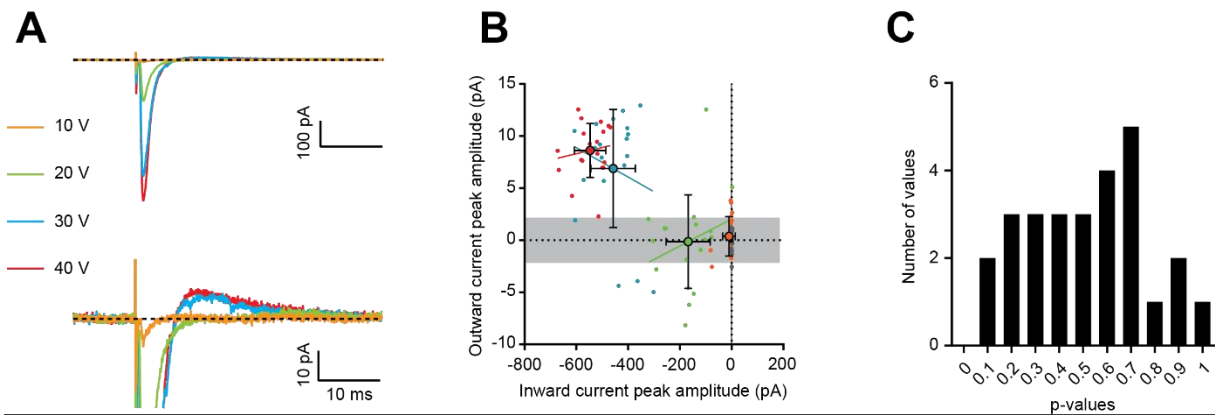 A
10 V
20 V
30 V
40 V
100 pA
10 pA
10 ms
B
Outward current peak amplitude (pA)
15
10
5
0
-5
-10
-800 -600 -400 -200 0 200
Inward current peak amplitude (pA)
C
Number of values
6
4
2
0
0 0.1 0.2 0.3 0.4 0.5 0.6 0.7 0.8 0.9 1
p-values